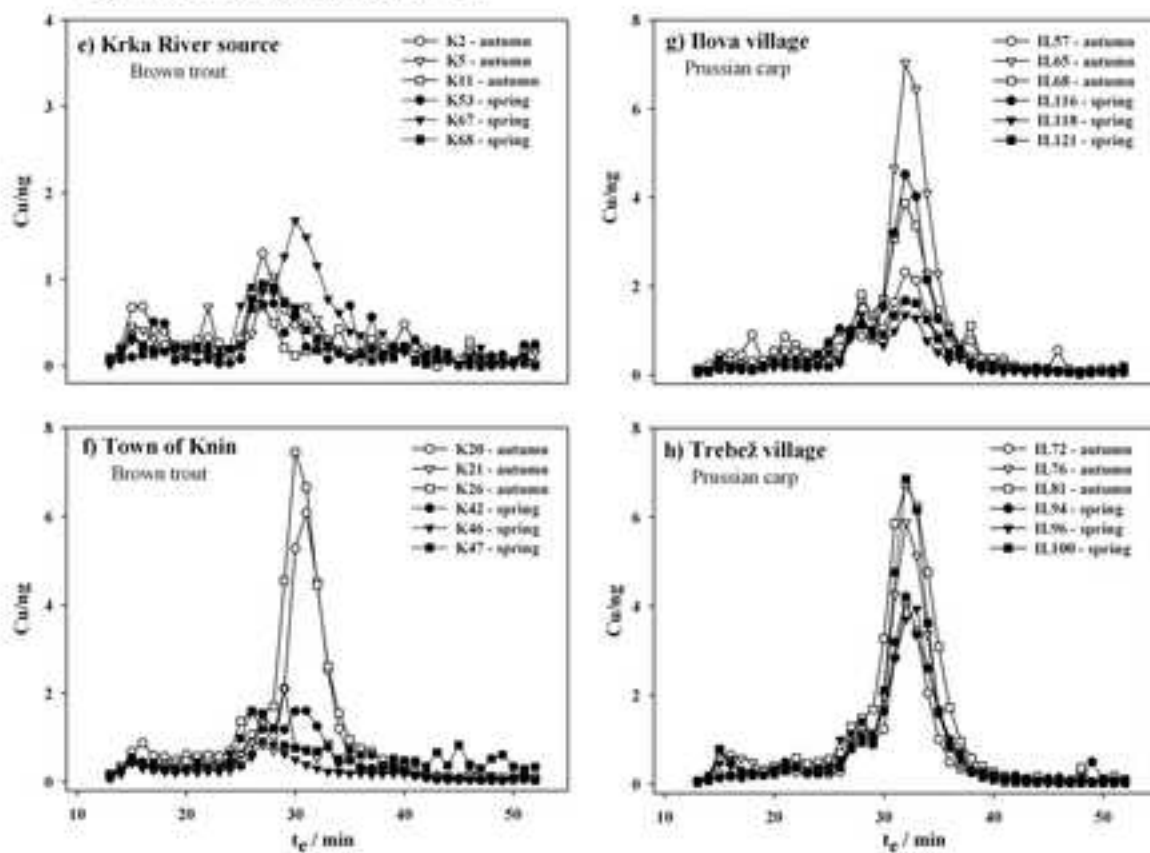 e) Krka River source
Brown trout
K2 - autumn
K5 - autumn
K11 - autumn
K53 - spring
K67 - spring
K68 - spring
Cu/ng
4
3
2
1
0
g) Ilova village
Prussian carp
IL57 - autumn
IL65 - autumn
IL68 - autumn
IL116 - spring
IL118 - spring
IL121 - spring
Cu/ng
8
6
4
2
0
f) Town of Knin
Brown trout
K20 - autumn
K21 - autumn
K26 - autumn
K42 - spring
K46 - spring
K47 - spring
Cu/ng
8
6
4
2
0
10 20 30 40 50
te / min
h) Trebež village
Prussian carp
IL72 - autumn
IL76 - autumn
IL81 - autumn
IL94 - spring
IL96 - spring
IL100 - spring
Cu/ng
8
6
4
2
0
10 20 30 40 50
te / min